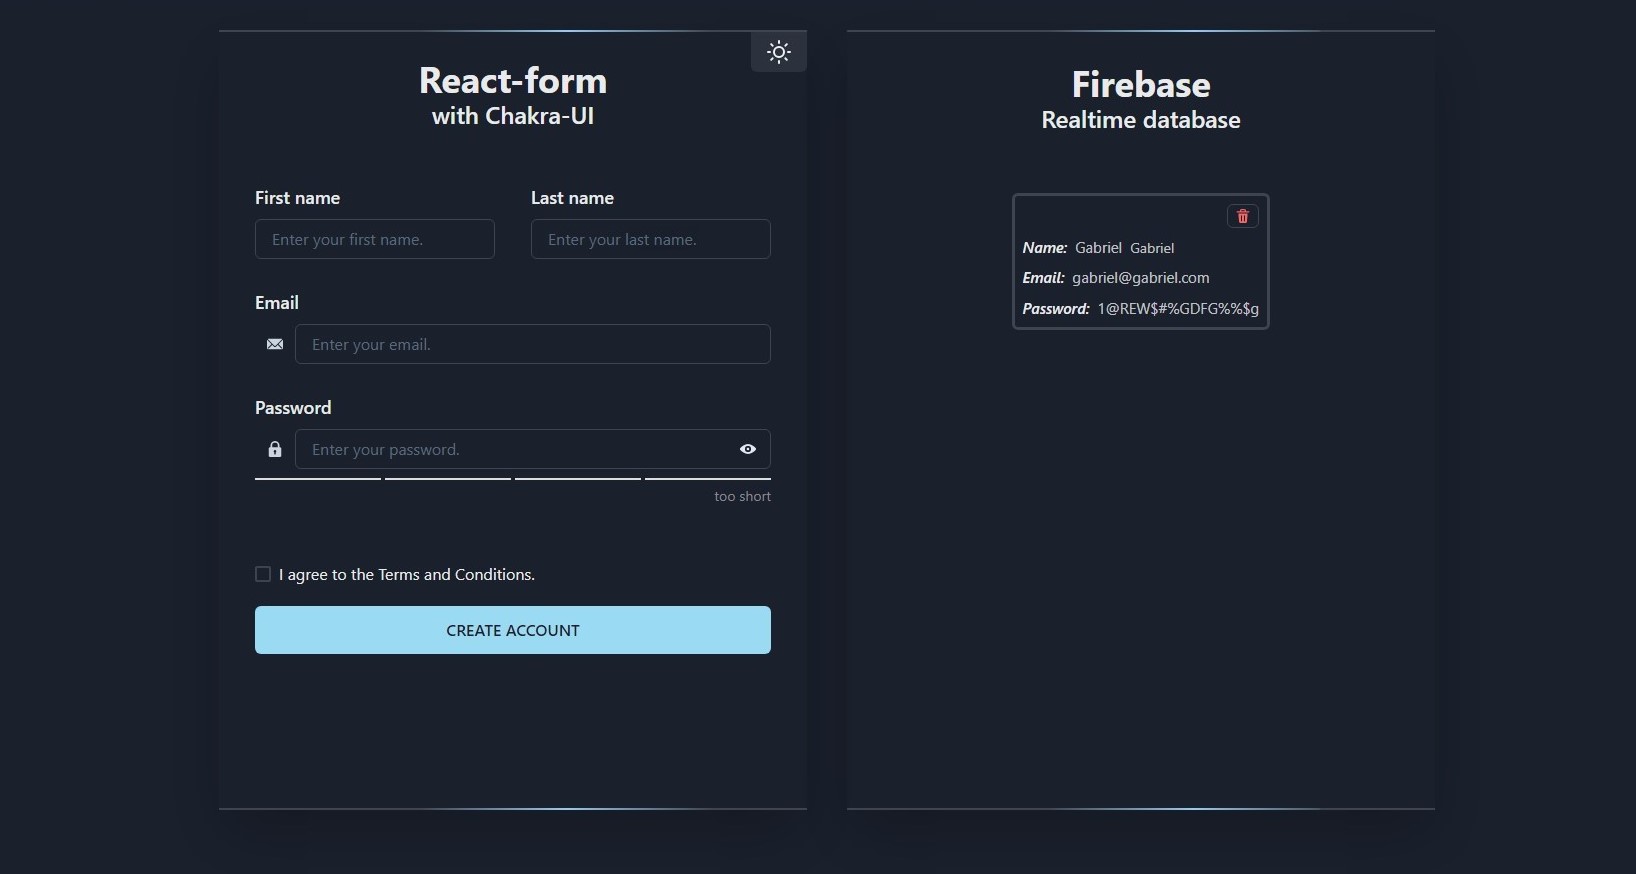 React-form
with Chakra-UI
First name
Last name
Enter your first name.
Enter your last name.
Email
Enter your email.
Password
Enter your password.
too short
I agree to the Terms and Conditions.
CREATE ACCOUNT
Firebase
Realtime database
Name: Gabriel Gabriel
Email: gabriel@gabriel.com
Password: 1@REW$#%GDFG%%$g